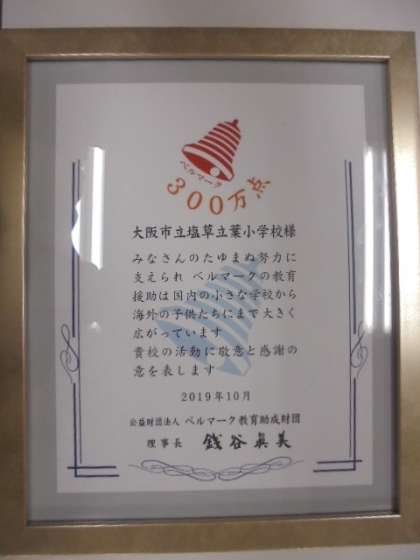 ベルマーク
300万点
大阪市立塩草立葉小学校様
みなさんのたゆまぬ努力に
支えられ ベルマークの教育
援助は国内の小さな学校から
海外の子供たちにまで大きく
広がっています
貴校の活動に敬意と感謝の
意を表します
2019年10月
公益財団法人 ベルマーク教育助成財団
理事長 銭谷眞美